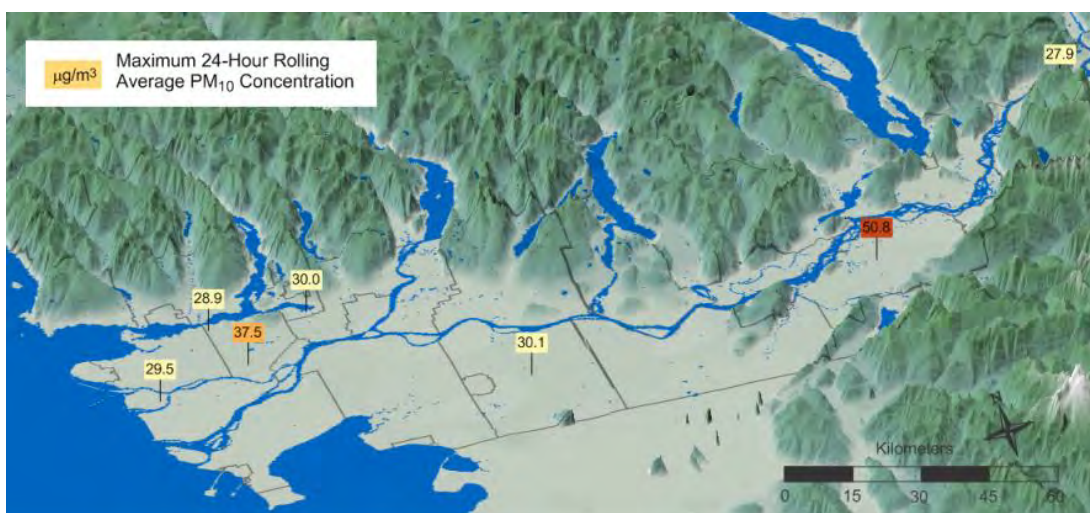 μg/m³
Maximum 24-Hour Rolling
Average PM₁₀ Concentration
27.9
50.8
30.0
28.9
37.5
30.1
29.5
N
Kilometers
0 15 30 45 60